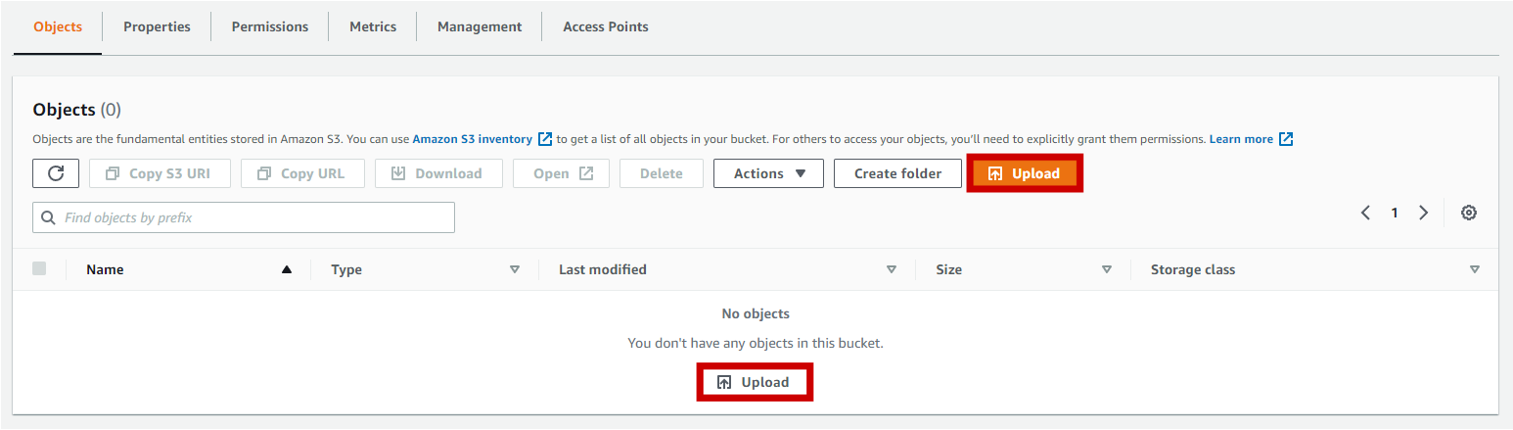 Objects Properties Permissions Metrics Management Access Points
Objects (0)
Objects are the fundamental entities stored in Amazon S3. You can use Amazon S3 inventory to get a list of all objects in your bucket. For others to access your objects, you’ll need to explicitly grant them permissions. Learn more
Copy S3 URI Copy URL Download Open Delete Actions Create folder Upload
Find objects by prefix 1
Name Type Last modified Size Storage class
No objects
You don't have any objects in this bucket.
Upload